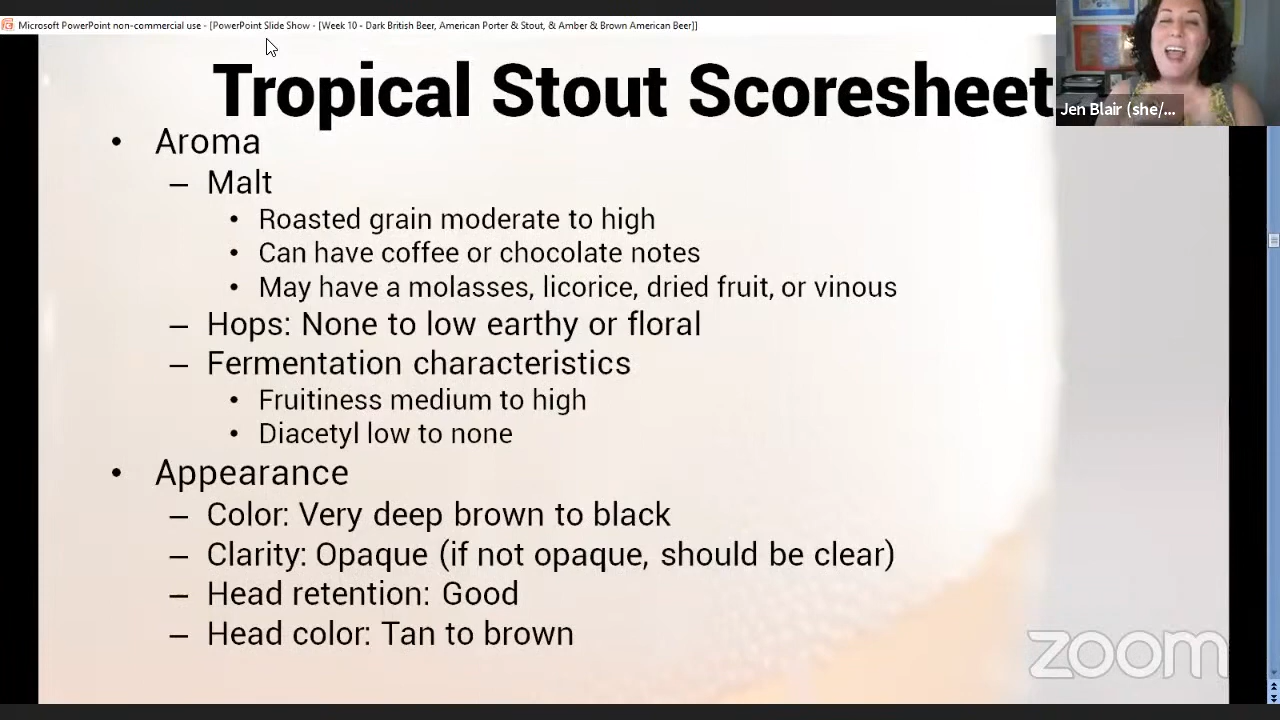 Microsoft PowerPoint non-commercial use - [PowerPoint Slide Show - [Week 10 - Dark British Beer, American Porter & Stout, & Amber & Brown American Beer]]
Tropical Stout Scoresheet
Jen Blair (she/...
• Aroma
– Malt
• Roasted grain moderate to high
• Can have coffee or chocolate notes
• May have a molasses, licorice, dried fruit, or vinous
– Hops: None to low earthy or floral
– Fermentation characteristics
• Fruitiness medium to high
• Diacetyl low to none
• Appearance
– Color: Very deep brown to black
– Clarity: Opaque (if not opaque, should be clear)
– Head retention: Good
– Head color: Tan to brown
zoom